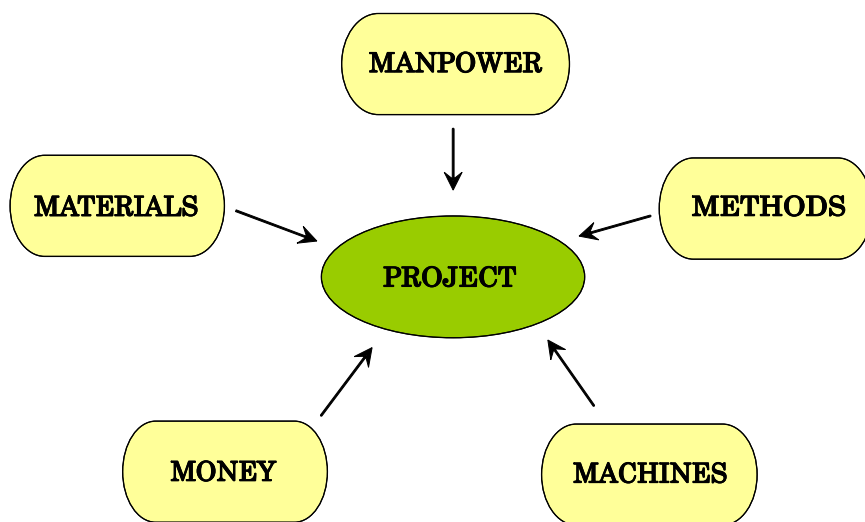 MANPOWER
MATERIALS
METHODS
PROJECT
MONEY
MACHINES